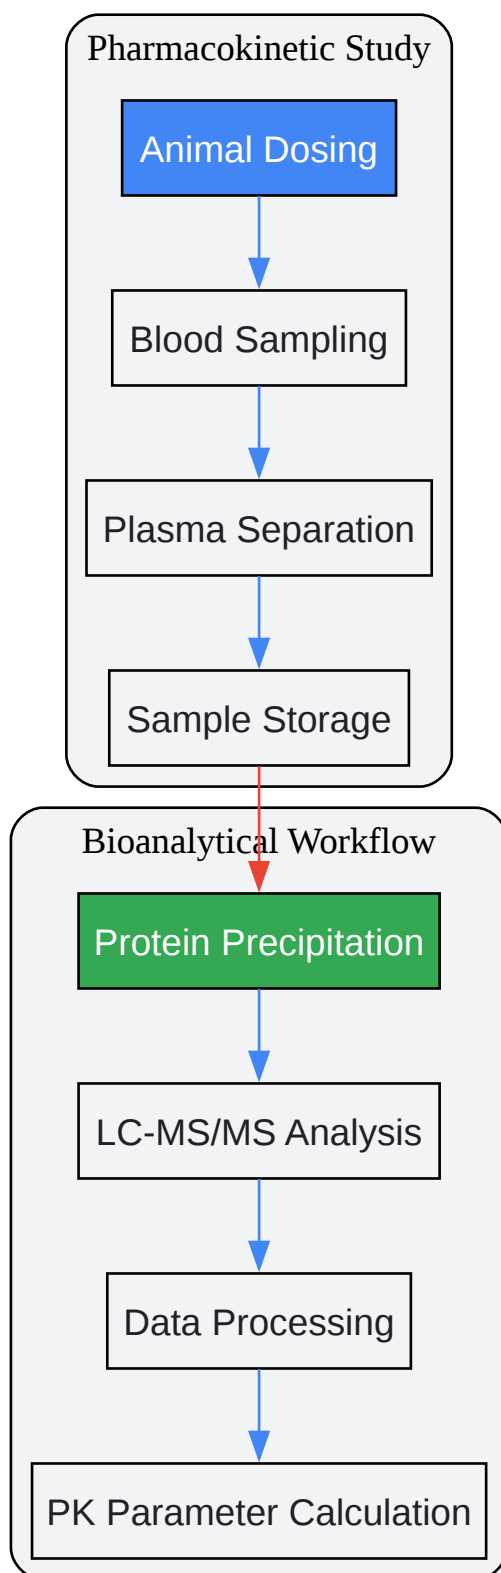 Pharmacokinetic Study
Animal Dosing
Blood Sampling
Plasma Separation
Sample Storage
Bioanalytical Workflow
Protein Precipitation
LC-MS/MS Analysis
Data Processing
PK Parameter Calculation